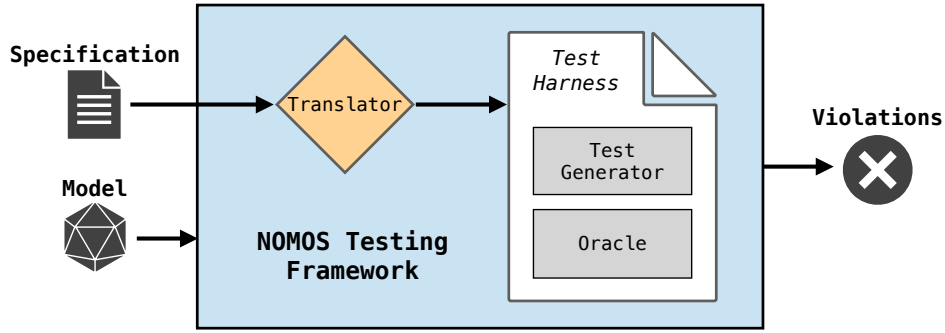 Specification
Translator
Test
Harness
Test
Generator
Oracle
Model
NOMOS Testing
Framework
Violations